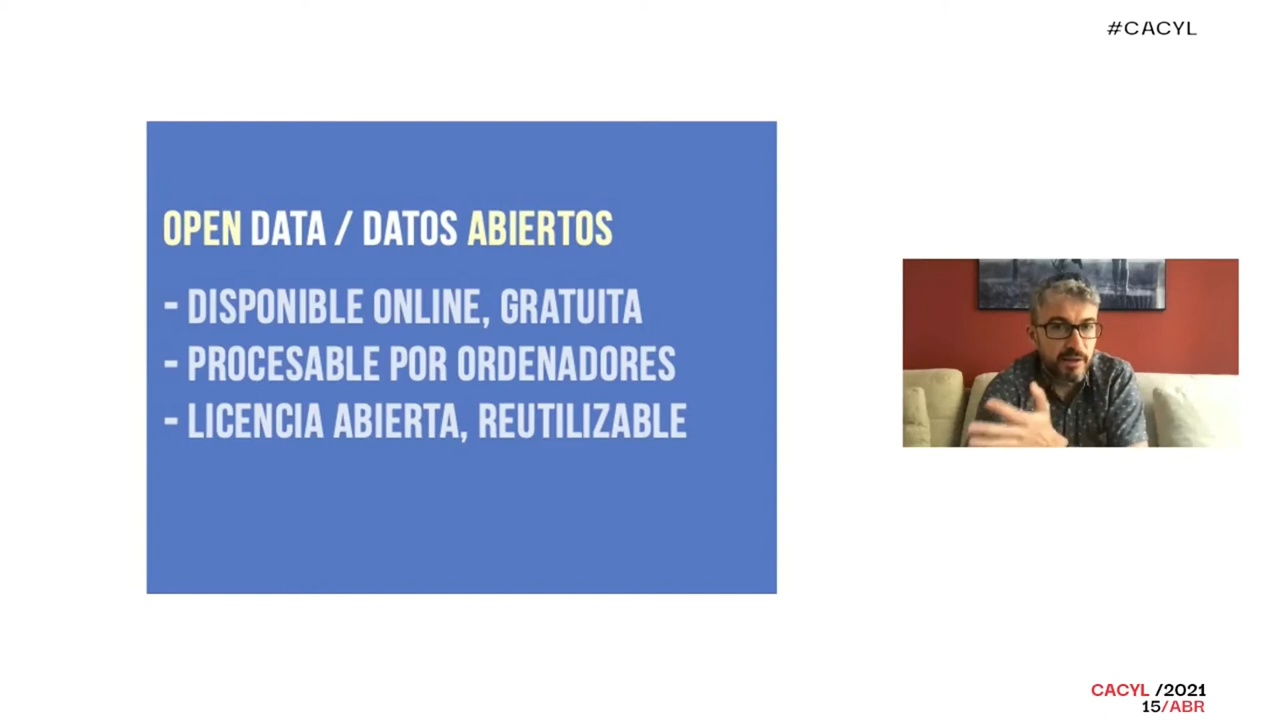 #CACYL
OPEN DATA / DATOS ABIERTOS
- DISPONIBLE ONLINE, GRATUITA
- PROCESABLE POR ORDENADORES
- LICENCIA ABIERTA, REUTILIZABLE
CACYL /2021
15/ABR